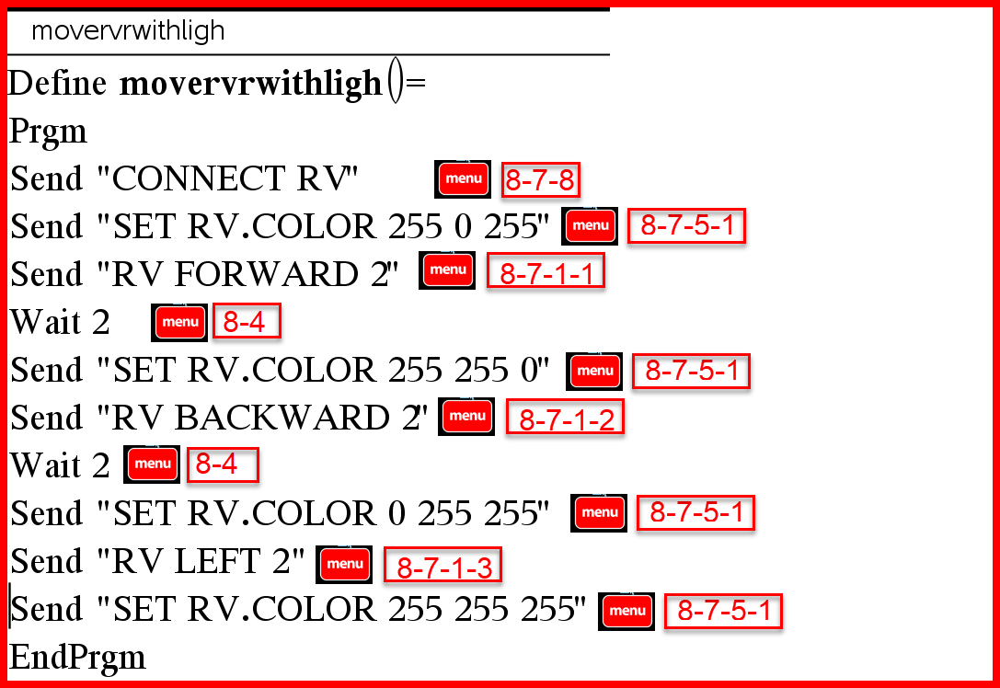 movervrwithligh
Define movervrwithligh()=
Prgm
Send "CONNECT RV" menu 8-7-8
Send "SET RV.COLOR 255 0 255" menu 8-7-5-1
Send "RV FORWARD 2" menu 8-7-1-1
Wait 2 menu 8-4
Send "SET RV.COLOR 255 255 0" menu 8-7-5-1
Send "RV BACKWARD 2" menu 8-7-1-2
Wait 2 menu 8-4
Send "SET RV.COLOR 0 255 255" menu 8-7-5-1
Send "RV LEFT 2" menu 8-7-1-3
Send "SET RV.COLOR 255 255 255" menu 8-7-5-1
EndPrgm